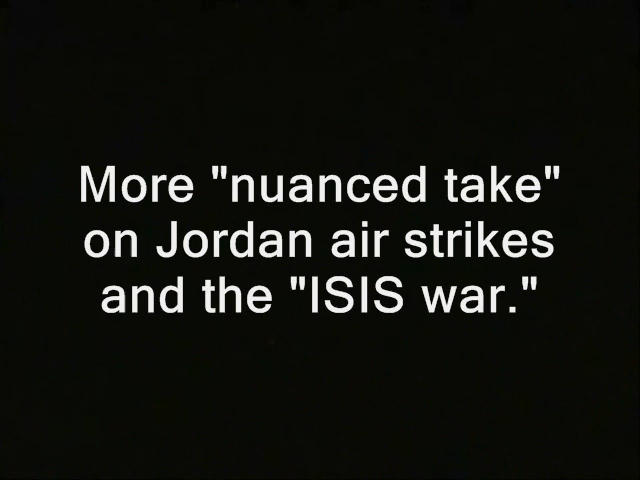 More "nuanced take"
on Jordan air strikes
and the "ISIS war."